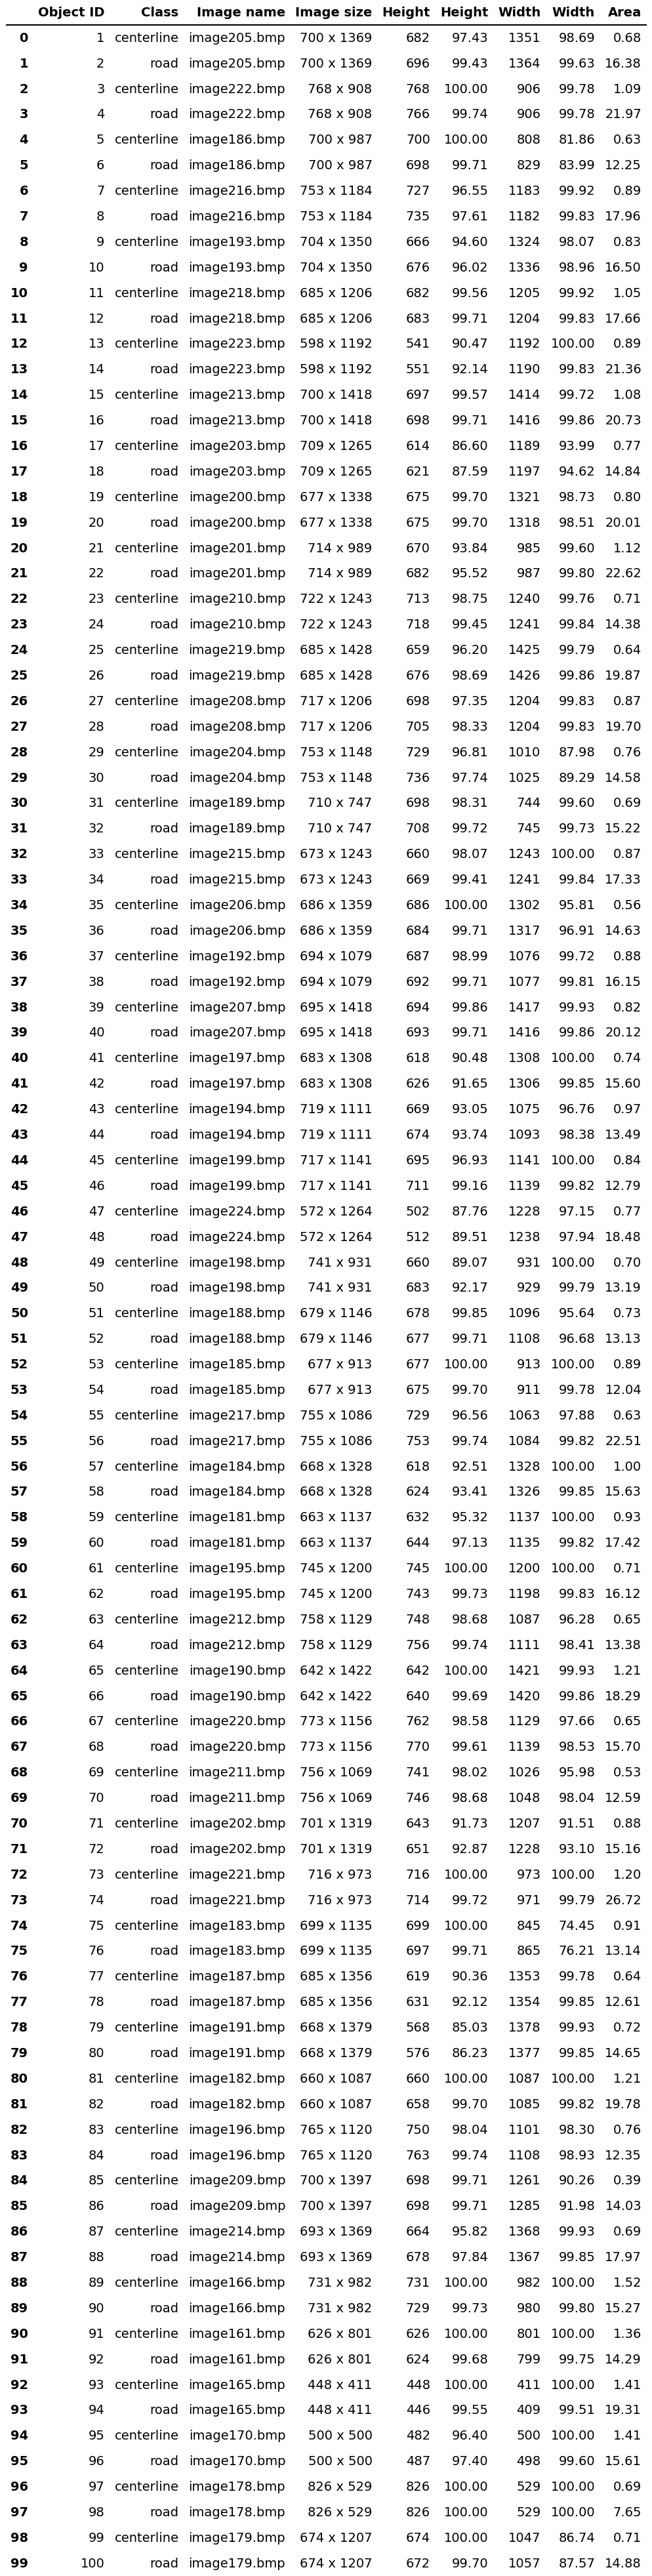 Object ID Class Image name Image size Height Height Width Width Area
0 1 centerline image205.bmp 700 x 1369 682 97.43 1351 98.69 0.68
1 2 road image205.bmp 700 x 1369 696 99.43 1364 99.63 16.38
2 3 centerline image222.bmp 768 x 908 768 100.00 906 99.78 1.09
3 4 road image222.bmp 768 x 908 766 99.74 906 99.78 21.97
4 5 centerline image186.bmp 700 x 987 700 100.00 808 81.86 0.63
5 6 road image186.bmp 700 x 987 698 99.71 829 83.99 12.25
6 7 centerline image216.bmp 753 x 1184 727 96.55 1183 99.92 0.89
7 8 road image216.bmp 753 x 1184 735 97.61 1182 99.83 17.96
8 9 centerline image193.bmp 704 x 1350 666 94.60 1324 98.07 0.83
9 10 road image193.bmp 704 x 1350 676 96.02 1336 98.96 16.50
10 11 centerline image218.bmp 685 x 1206 682 99.56 1205 99.92 1.05
11 12 road image218.bmp 685 x 1206 683 99.71 1204 99.83 17.66
12 13 centerline image223.bmp 598 x 1192 541 90.47 1192 100.00 0.89
13 14 road image223.bmp 598 x 1192 551 92.14 1190 99.83 21.36
14 15 centerline image213.bmp 700 x 1418 697 99.57 1414 99.72 1.08
15 16 road image213.bmp 700 x 1418 698 99.71 1416 99.86 20.73
16 17 centerline image203.bmp 709 x 1265 614 86.60 1189 93.99 0.77
17 18 road image203.bmp 709 x 1265 621 87.59 1197 94.62 14.84
18 19 centerline image200.bmp 677 x 1338 675 99.70 1321 98.73 0.80
19 20 road image200.bmp 677 x 1338 675 99.70 1318 98.51 20.01
20 21 centerline image201.bmp 714 x 989 670 93.84 985 99.60 1.12
21 22 road image201.bmp 714 x 989 682 95.52 987 99.80 22.62
22 23 centerline image210.bmp 722 x 1243 713 98.75 1240 99.76 0.71
23 24 road image210.bmp 722 x 1243 718 99.45 1241 99.84 14.38
24 25 centerline image219.bmp 685 x 1428 659 96.20 1425 99.79 0.64
25 26 road image219.bmp 685 x 1428 676 98.69 1426 99.86 19.87
26 27 centerline image208.bmp 717 x 1206 698 97.35 1204 99.83 0.87
27 28 road image208.bmp 717 x 1206 705 98.33 1204 99.83 19.70
28 29 centerline image204.bmp 753 x 1148 729 96.81 1010 87.98 0.76
29 30 road image204.bmp 753 x 1148 736 97.74 1025 89.29 14.58
30 31 centerline image189.bmp 710 x 747 698 98.31 744 99.60 0.69
31 32 road image189.bmp 710 x 747 708 99.72 745 99.73 15.22
32 33 centerline image215.bmp 673 x 1243 660 98.07 1243 100.00 0.87
33 34 road image215.bmp 673 x 1243 669 99.41 1241 99.84 17.33
34 35 centerline image206.bmp 686 x 1359 686 100.00 1302 95.81 0.56
35 36 road image206.bmp 686 x 1359 684 99.71 1317 96.91 14.63
36 37 centerline image192.bmp 694 x 1079 687 98.99 1076 99.72 0.88
37 38 road image192.bmp 694 x 1079 692 99.71 1077 99.81 16.15
38 39 centerline image207.bmp 695 x 1418 694 99.86 1417 99.93 0.82
39 40 road image207.bmp 695 x 1418 693 99.71 1416 99.86 20.12
40 41 centerline image197.bmp 683 x 1308 618 90.48 1308 100.00 0.74
41 42 road image197.bmp 683 x 1308 626 91.65 1306 99.85 15.60
42 43 centerline image194.bmp 719 x 1111 669 93.05 1075 96.76 0.97
43 44 road image194.bmp 719 x 1111 674 93.74 1093 98.38 13.49
44 45 centerline image199.bmp 717 x 1141 695 96.93 1141 100.00 0.84
45 46 road image199.bmp 717 x 1141 711 99.16 1139 99.82 12.79
46 47 centerline image224.bmp 572 x 1264 502 87.76 1228 97.15 0.77
47 48 road image224.bmp 572 x 1264 512 89.51 1238 97.94 18.48
48 49 centerline image198.bmp 741 x 931 660 89.07 931 100.00 0.70
49 50 road image198.bmp 741 x 931 683 92.17 929 99.79 13.19
50 51 centerline image188.bmp 679 x 1146 678 99.85 1096 95.64 0.73
51 52 road image188.bmp 679 x 1146 677 99.71 1108 96.68 13.13
52 53 centerline image185.bmp 677 x 913 677 100.00 913 100.00 0.89
53 54 road image185.bmp 677 x 913 675 99.70 911 99.78 12.04
54 55 centerline image217.bmp 755 x 1086 729 96.56 1063 97.88 0.63
55 56 road image217.bmp 755 x 1086 753 99.74 1084 99.82 22.51
56 57 centerline image184.bmp 668 x 1328 618 92.51 1328 100.00 1.00
57 58 road image184.bmp 668 x 1328 624 93.41 1326 99.85 15.63
58 59 centerline image181.bmp 663 x 1137 632 95.32 1137 100.00 0.93
59 60 road image181.bmp 663 x 1137 644 97.13 1135 99.82 17.42
60 61 centerline image195.bmp 745 x 1200 745 100.00 1200 100.00 0.71
61 62 road image195.bmp 745 x 1200 743 99.73 1198 99.83 16.12
62 63 centerline image212.bmp 758 x 1129 748 98.68 1087 96.28 0.65
63 64 road image212.bmp 758 x 1129 756 99.74 1111 98.41 13.38
64 65 centerline image190.bmp 642 x 1422 642 100.00 1421 99.93 1.21
65 66 road image190.bmp 642 x 1422 640 99.69 1420 99.86 18.29
66 67 centerline image220.bmp 773 x 1156 762 98.58 1129 97.66 0.65
67 68 road image220.bmp 773 x 1156 770 99.61 1139 98.53 15.70
68 69 centerline image211.bmp 756 x 1069 741 98.02 1026 95.98 0.53
69 70 road image211.bmp 756 x 1069 746 98.68 1048 98.04 12.59
70 71 centerline image202.bmp 701 x 1319 643 91.73 1207 91.51 0.88
71 72 road image202.bmp 701 x 1319 651 92.87 1228 93.10 15.16
72 73 centerline image221.bmp 716 x 973 716 100.00 973 100.00 1.20
73 74 road image221.bmp 716 x 973 714 99.72 971 99.79 26.72
74 75 centerline image183.bmp 699 x 1135 699 100.00 845 74.45 0.91
75 76 road image183.bmp 699 x 1135 697 99.71 865 76.21 13.14
76 77 centerline image187.bmp 685 x 1356 619 90.36 1353 99.78 0.64
77 78 road image187.bmp 685 x 1356 631 92.12 1354 99.85 12.61
78 79 centerline image191.bmp 668 x 1379 568 85.03 1378 99.93 0.72
79 80 road image191.bmp 668 x 1379 576 86.23 1377 99.85 14.65
80 81 centerline image182.bmp 660 x 1087 660 100.00 1087 100.00 1.21
81 82 road image182.bmp 660 x 1087 658 99.70 1085 99.82 19.78
82 83 centerline image196.bmp 765 x 1120 750 98.04 1101 98.30 0.76
83 84 road image196.bmp 765 x 1120 763 99.74 1108 98.93 12.35
84 85 centerline image209.bmp 700 x 1397 698 99.71 1261 90.26 0.39
85 86 road image209.bmp 700 x 1397 698 99.71 1285 91.98 14.03
86 87 centerline image214.bmp 693 x 1369 664 95.82 1368 99.93 0.69
87 88 road image214.bmp 693 x 1369 678 97.84 1367 99.85 17.97
88 89 centerline image166.bmp 731 x 982 731 100.00 982 100.00 1.52
89 90 road image166.bmp 731 x 982 729 99.73 980 99.80 15.27
90 91 centerline image161.bmp 626 x 801 626 100.00 801 100.00 1.36
91 92 road image161.bmp 626 x 801 624 99.68 799 99.75 14.29
92 93 centerline image165.bmp 448 x 411 448 100.00 411 100.00 1.41
93 94 road image165.bmp 448 x 411 446 99.55 409 99.51 19.31
94 95 centerline image170.bmp 500 x 500 482 96.40 500 100.00 1.41
95 96 road image170.bmp 500 x 500 487 97.40 498 99.60 15.61
96 97 centerline image178.bmp 826 x 529 826 100.00 529 100.00 0.69
97 98 road image178.bmp 826 x 529 826 100.00 529 100.00 7.65
98 99 centerline image179.bmp 674 x 1207 674 100.00 1047 86.74 0.71
99 100 road image179.bmp 674 x 1207 672 99.70 1057 87.57 14.88